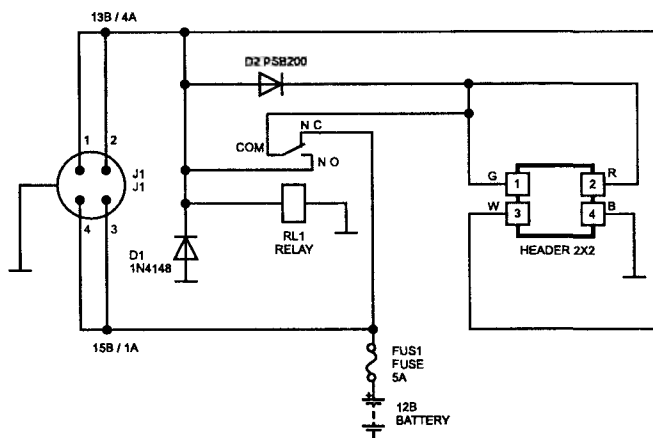 13B / 4A
D2 PSB200
1
2
N C
COM
N O
J1
J1
4
3
RL1
RELAY
D1
1N4148
G
1
2
R
W
3
4
B
HEADER 2X2
15B / 1A
FUS1
FUSE
5A
+
12B
BATTERY